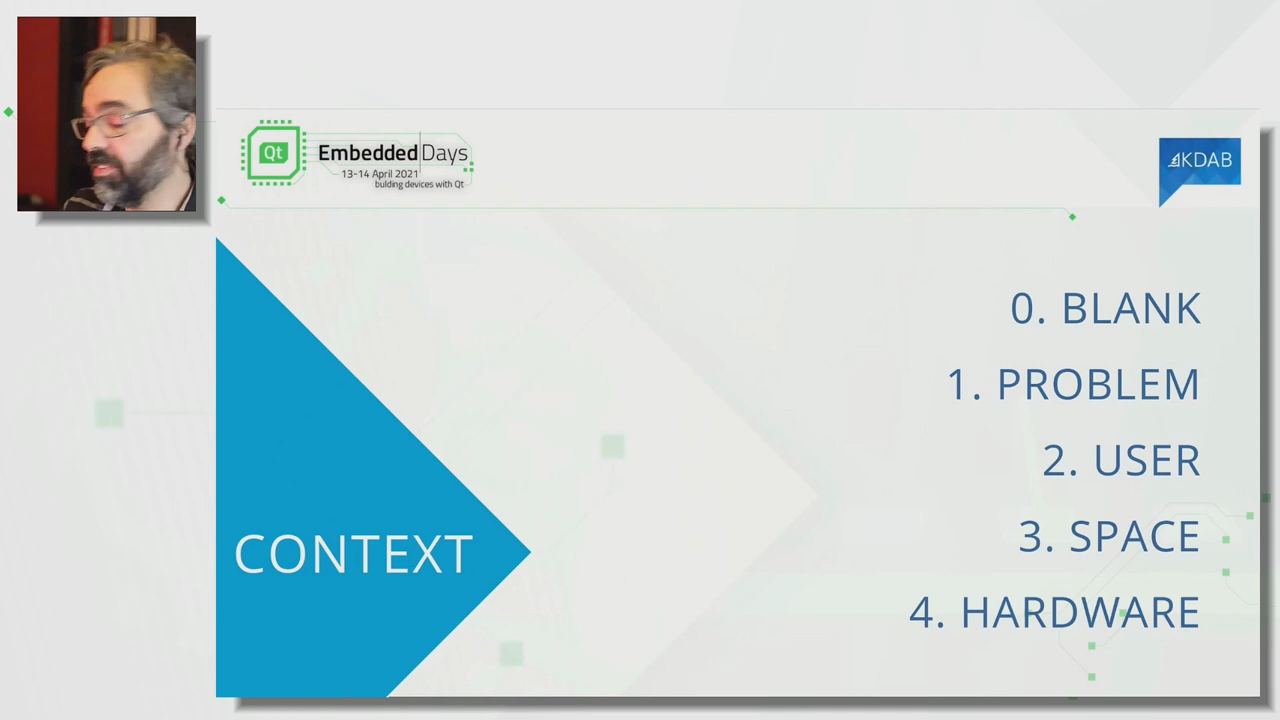 Qt
Embedded Days
13-14 April 2021
bulding devices with Qt
KDAB
CONTEXT
0. BLANK
1. PROBLEM
2. USER
3. SPACE
4. HARDWARE